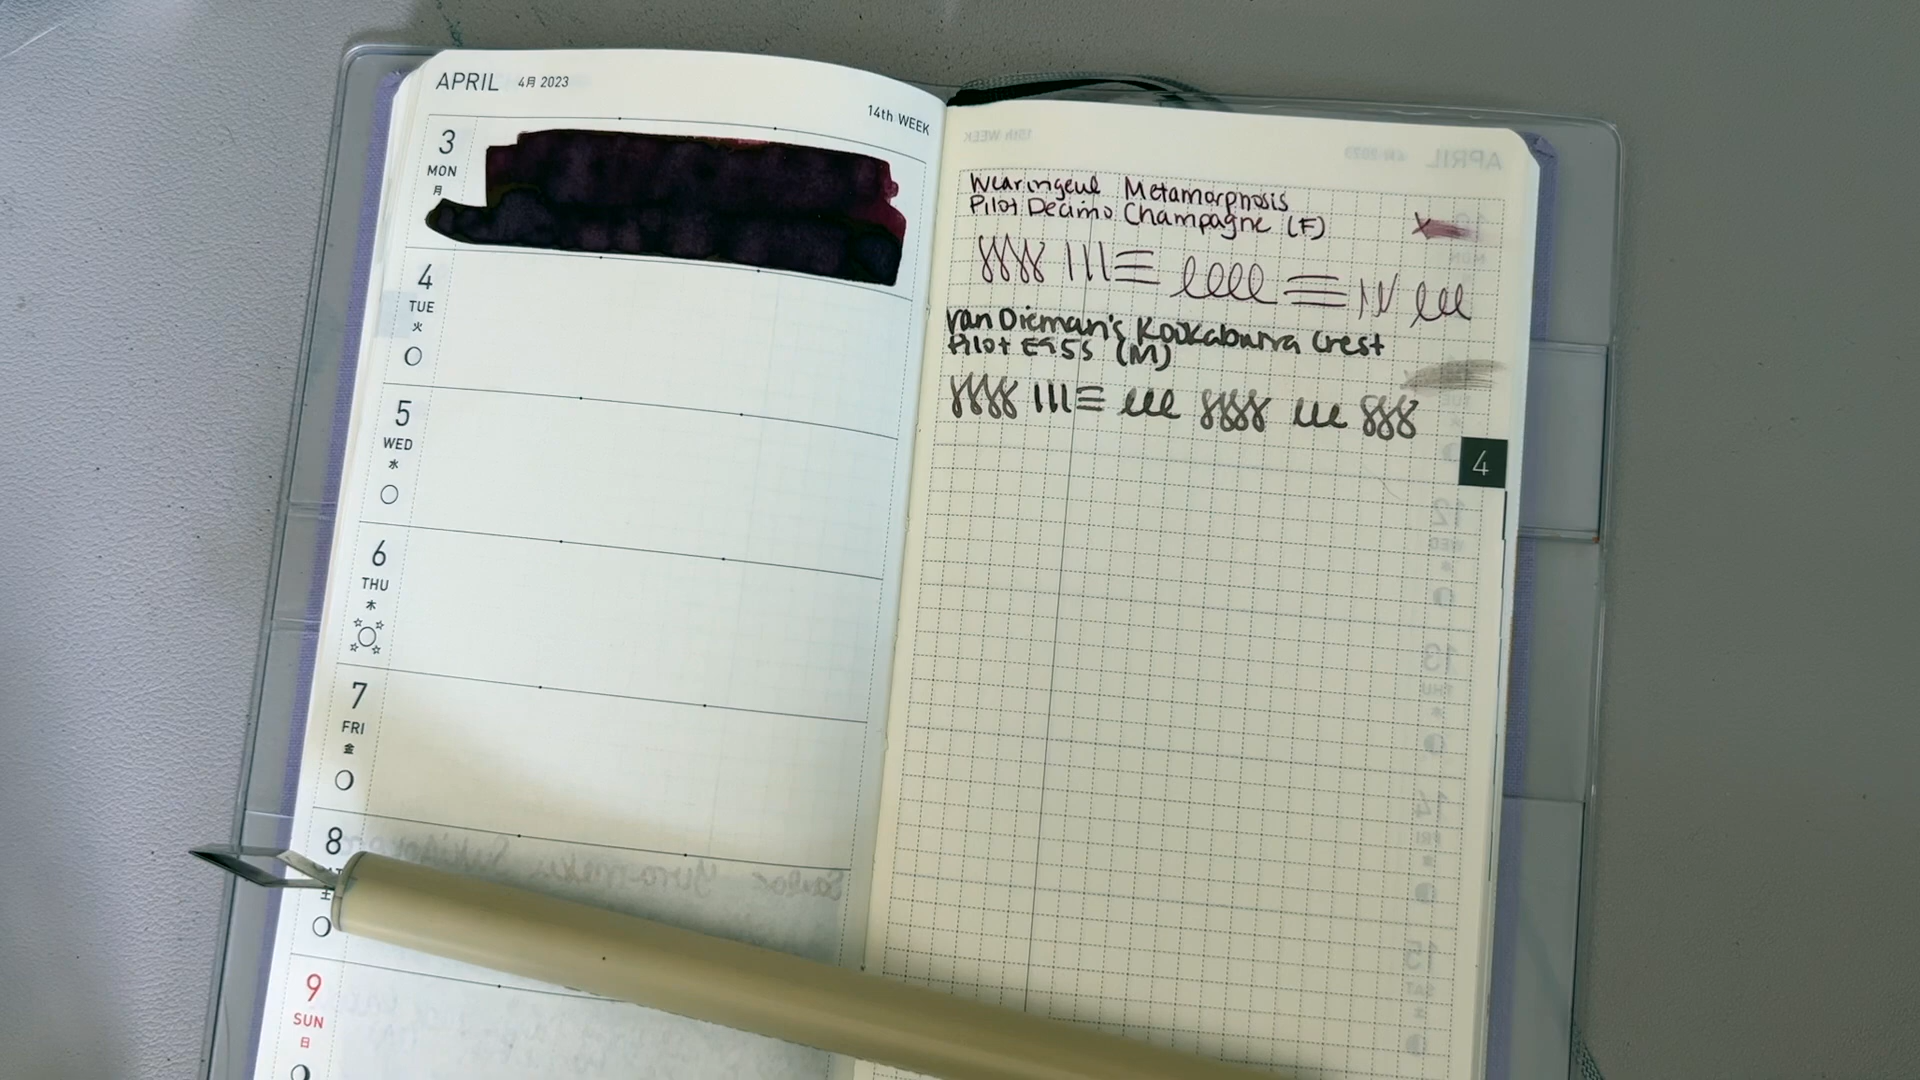 APRIL 4月 2023
14th WEEK
3
MON
月
4
TUE
火
5
WED
水
6
THU
木
7
FRI
金
8
土
9
SUN
日
Wearingeul Metamorphosis
Pilot Decimo Champagne (F)
x
Van Dieman's Kookaburra Crest
Pilot E95s (M)
x
4